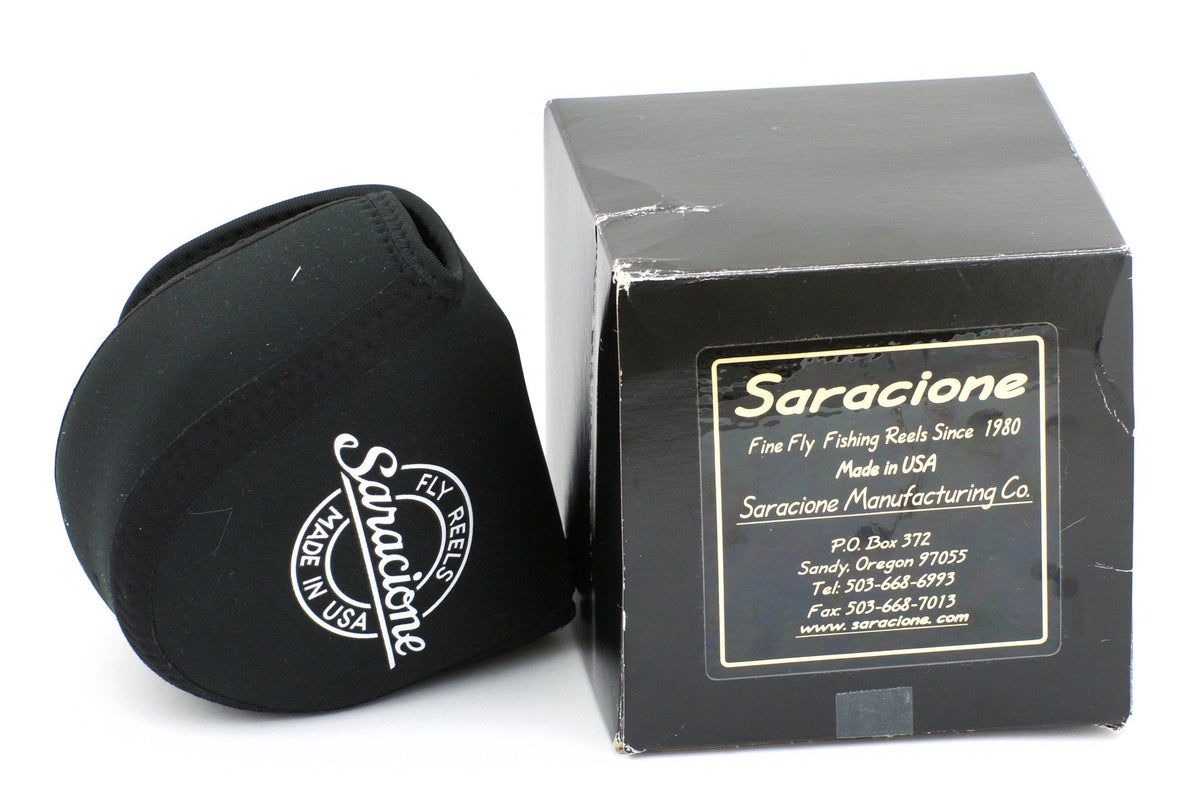 Saracione
FLY REELS
MADE IN USA
Saracione
Fine Fly Fishing Reels Since 1980
Made in USA
Saracione Manufacturing Co.
P.O. Box 372
Sandy, Oregon 97055
Tel: 503-668-6993
Fax: 503-668-7013
www. saracione. com